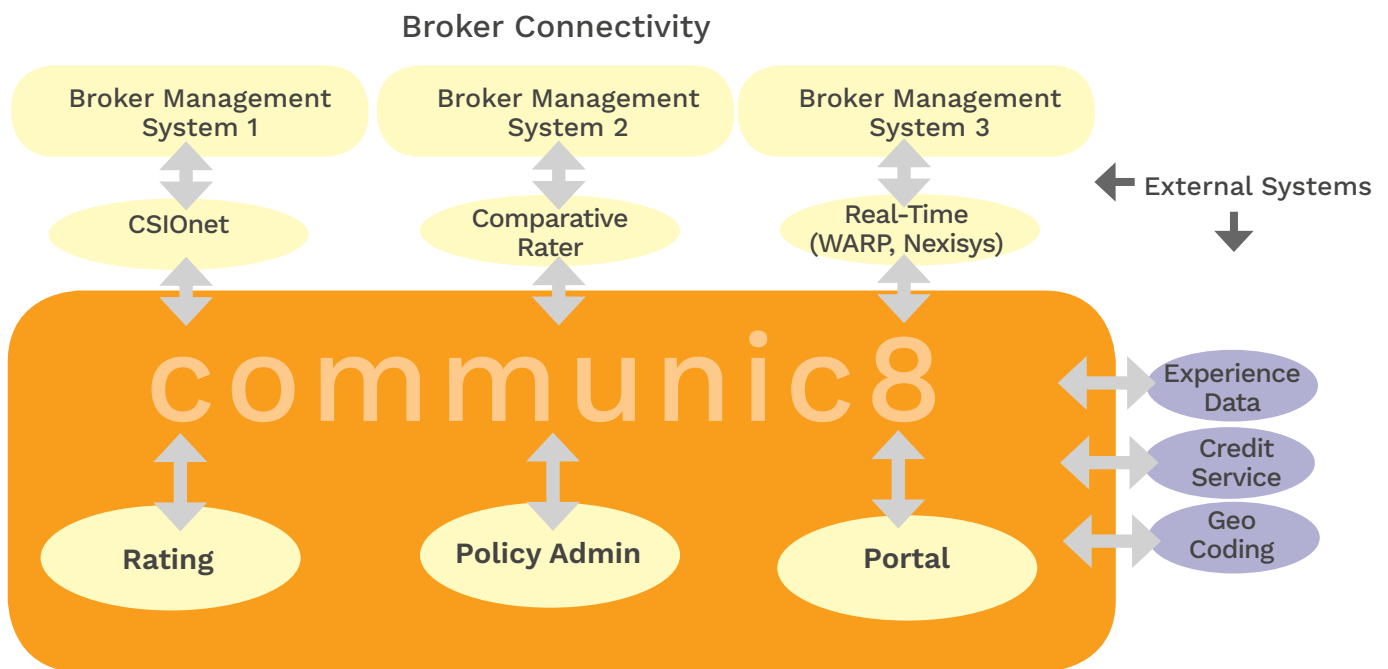 Broker Connectivity
Broker Management
System 1
Broker Management
System 2
Broker Management
System 3
External Systems
CSIOnet
Comparative
Rater
Real-Time
(WARP, Nexisys)
communic8
Experience
Data
Credit
Service
Geo
Coding
Rating
Policy Admin
Portal